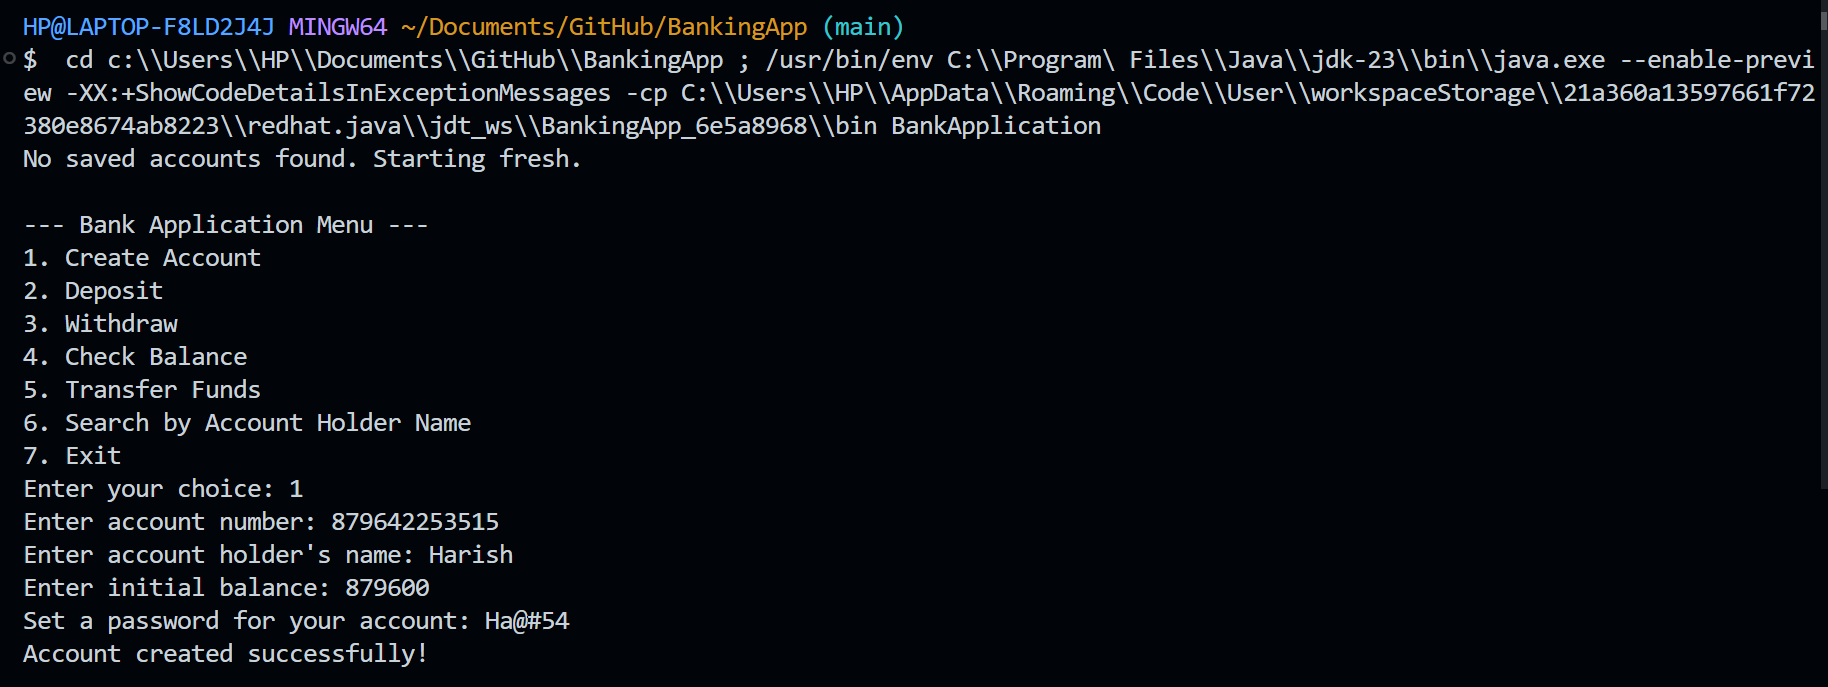 HP@LAPTOP-F8LD2J4J MINGW64 ~/Documents/GitHub/BankingApp (main)
$  cd c:\\Users\\HP\\Documents\\GitHub\\BankingApp ; /usr/bin/env C:\\Program\ Files\\Java\\jdk-23\\bin\\java.exe --enable-previ
ew -XX:+ShowCodeDetailsInExceptionMessages -cp C:\\Users\\HP\\AppData\\Roaming\\Code\\User\\workspaceStorage\\21a360a13597661f72
380e8674ab8223\\redhat.java\\jdt_ws\\BankingApp_6e5a8968\\bin BankApplication
No saved accounts found. Starting fresh.

--- Bank Application Menu ---
1. Create Account
2. Deposit
3. Withdraw
4. Check Balance
5. Transfer Funds
6. Search by Account Holder Name
7. Exit
Enter your choice: 1
Enter account number: 879642253515
Enter account holder's name: Harish
Enter initial balance: 879600
Set a password for your account: Ha@#54
Account created successfully!